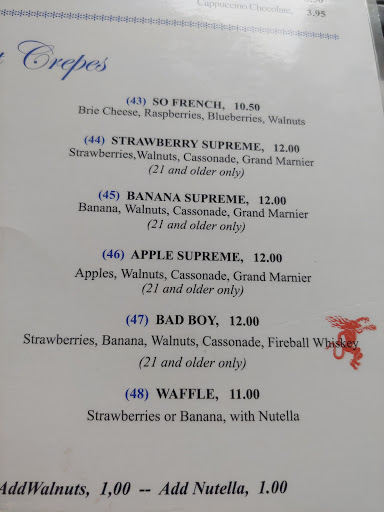 Cappuccino Chocolate, 3.95
Crepes
(43) SO FRENCH, 10.50
Brie Cheese, Raspberries, Blueberries, Walnuts
(44) STRAWBERRY SUPREME, 12.00
Strawberries,Walnuts, Cassonade, Grand Marnier
(21 and older only)
(45) BANANA SUPREME, 12.00
Banana, Walnuts, Cassonade, Grand Marnier
(21 and older only)
(46) APPLE SUPREME, 12.00
Apples, Walnuts, Cassonade, Grand Marnier
(21 and older only)
(47) BAD BOY, 12.00
Strawberries, Banana, Walnuts, Cassonade, Fireball Whiskey
(21 and older only)
(48) WAFFLE, 11.00
Strawberries or Banana, with Nutella
AddWalnuts, 1,00 -- Add Nutella, 1.00